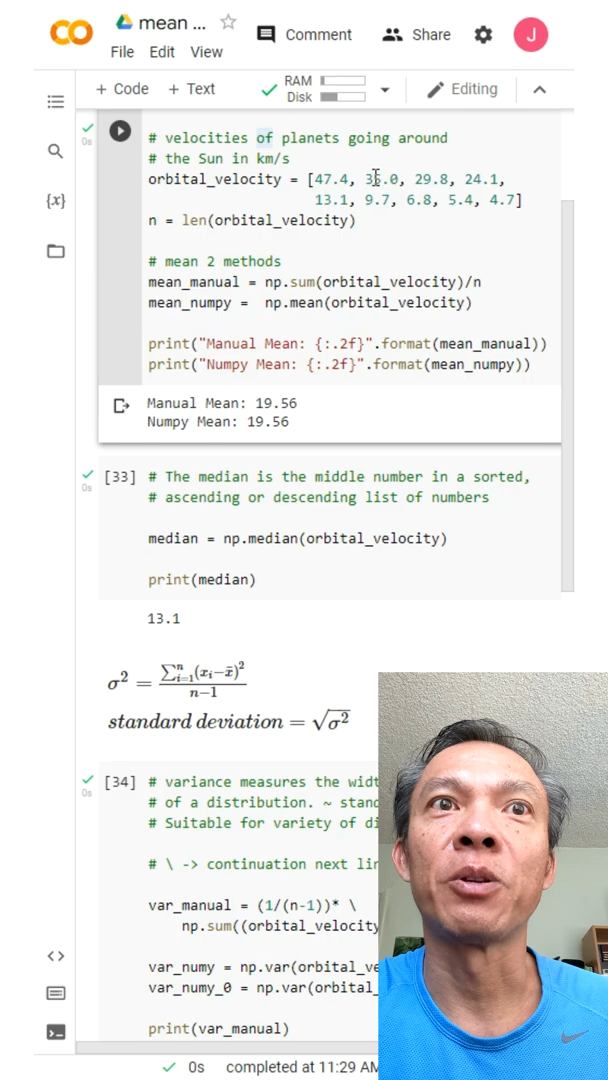 mean ...
Comment
Share
J
File Edit View
+ Code + Text
RAM
Disk
Editing
# velocities of planets going around
# the Sun in km/s
orbital_velocity = [47.4, 35.0, 29.8, 24.1,
13.1, 9.7, 6.8, 5.4, 4.7]
n = len(orbital_velocity)
# mean 2 methods
mean_manual = np.sum(orbital_velocity)/n
mean_numpy = np.mean(orbital_velocity)
print("Manual Mean: {:.2f}".format(mean_manual))
print("Numpy Mean: {:.2f}".format(mean_numpy))
0s
Manual Mean: 19.56
Numpy Mean: 19.56
[33] # The median is the middle number in a sorted,
0s
# ascending or descending list of numbers
median = np.median(orbital_velocity)
print(median)
13.1
σ² = ∑ⁿᵢ₌₁(xᵢ−x̄)² / n−1
standard deviation = √σ²
[34] # variance measures the widt
0s
# of a distribution. ~ stan
# Suitable for variety of di
# \ -> continuation next lin
var_manual = (1/(n-1))* \
np.sum((orbital_velocity
var_numy = np.var(orbital_ve
var_numy_0 = np.var(orbital_
print(var_manual)
0s completed at 11:29 AM